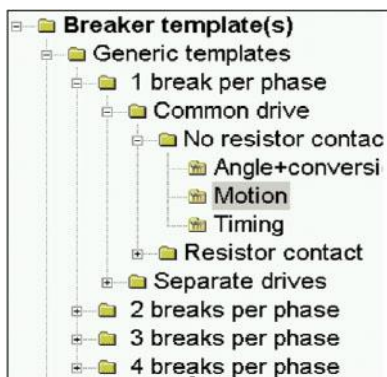 Breaker template(s)
Generic templates
1 break per phase
Common drive
No resistor contac
Angle+conversi
Motion
Timing
Resistor contact
Separate drives
2 breaks per phase
3 breaks per phase
4 breaks per phase